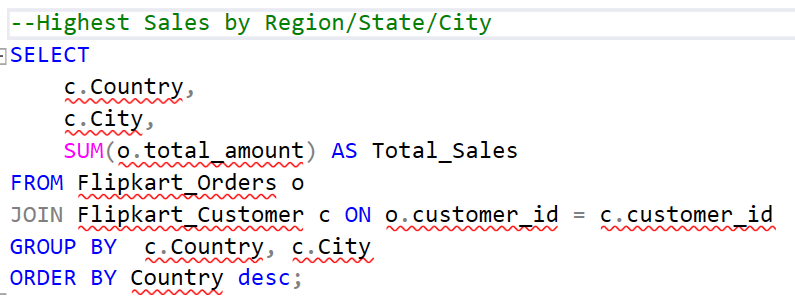 --Highest Sales by Region/State/City
SELECT
c.Country,
c.City,
SUM(o.total_amount) AS Total_Sales
FROM Flipkart_Orders o
JOIN Flipkart_Customer c ON o.customer_id = c.customer_id
GROUP BY  c.Country, c.City
ORDER BY Country desc;